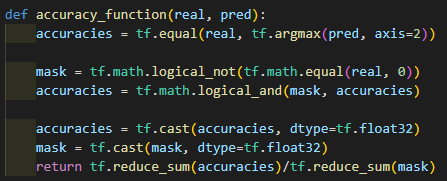 def accuracy_function(real, pred):
    accuracies = tf.equal(real, tf.argmax(pred, axis=2))

    mask = tf.math.logical_not(tf.math.equal(real, 0))
    accuracies = tf.math.logical_and(mask, accuracies)

    accuracies = tf.cast(accuracies, dtype=tf.float32)
    mask = tf.cast(mask, dtype=tf.float32)
    return tf.reduce_sum(accuracies)/tf.reduce_sum(mask)